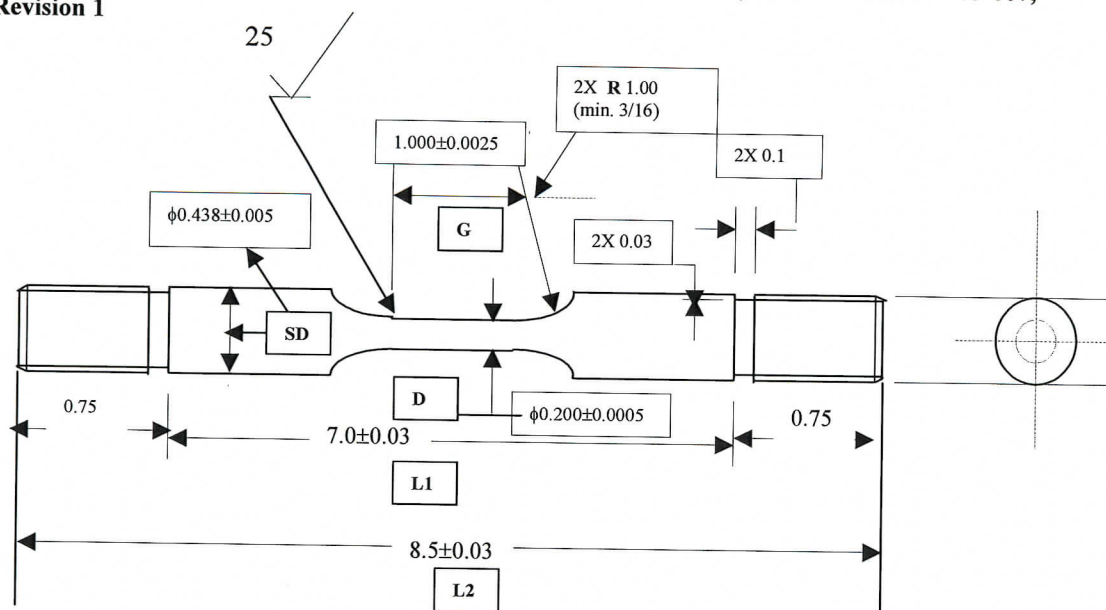 Revision 1
25
2X R 1.00
(min. 3/16)
1.000±0.0025
2X 0.1
ϕ0.438±0.005
G
2X 0.03
SD
D
ϕ0.200±0.0005
0.75
7.0±0.03
0.75
L1
8.5±0.03
L2